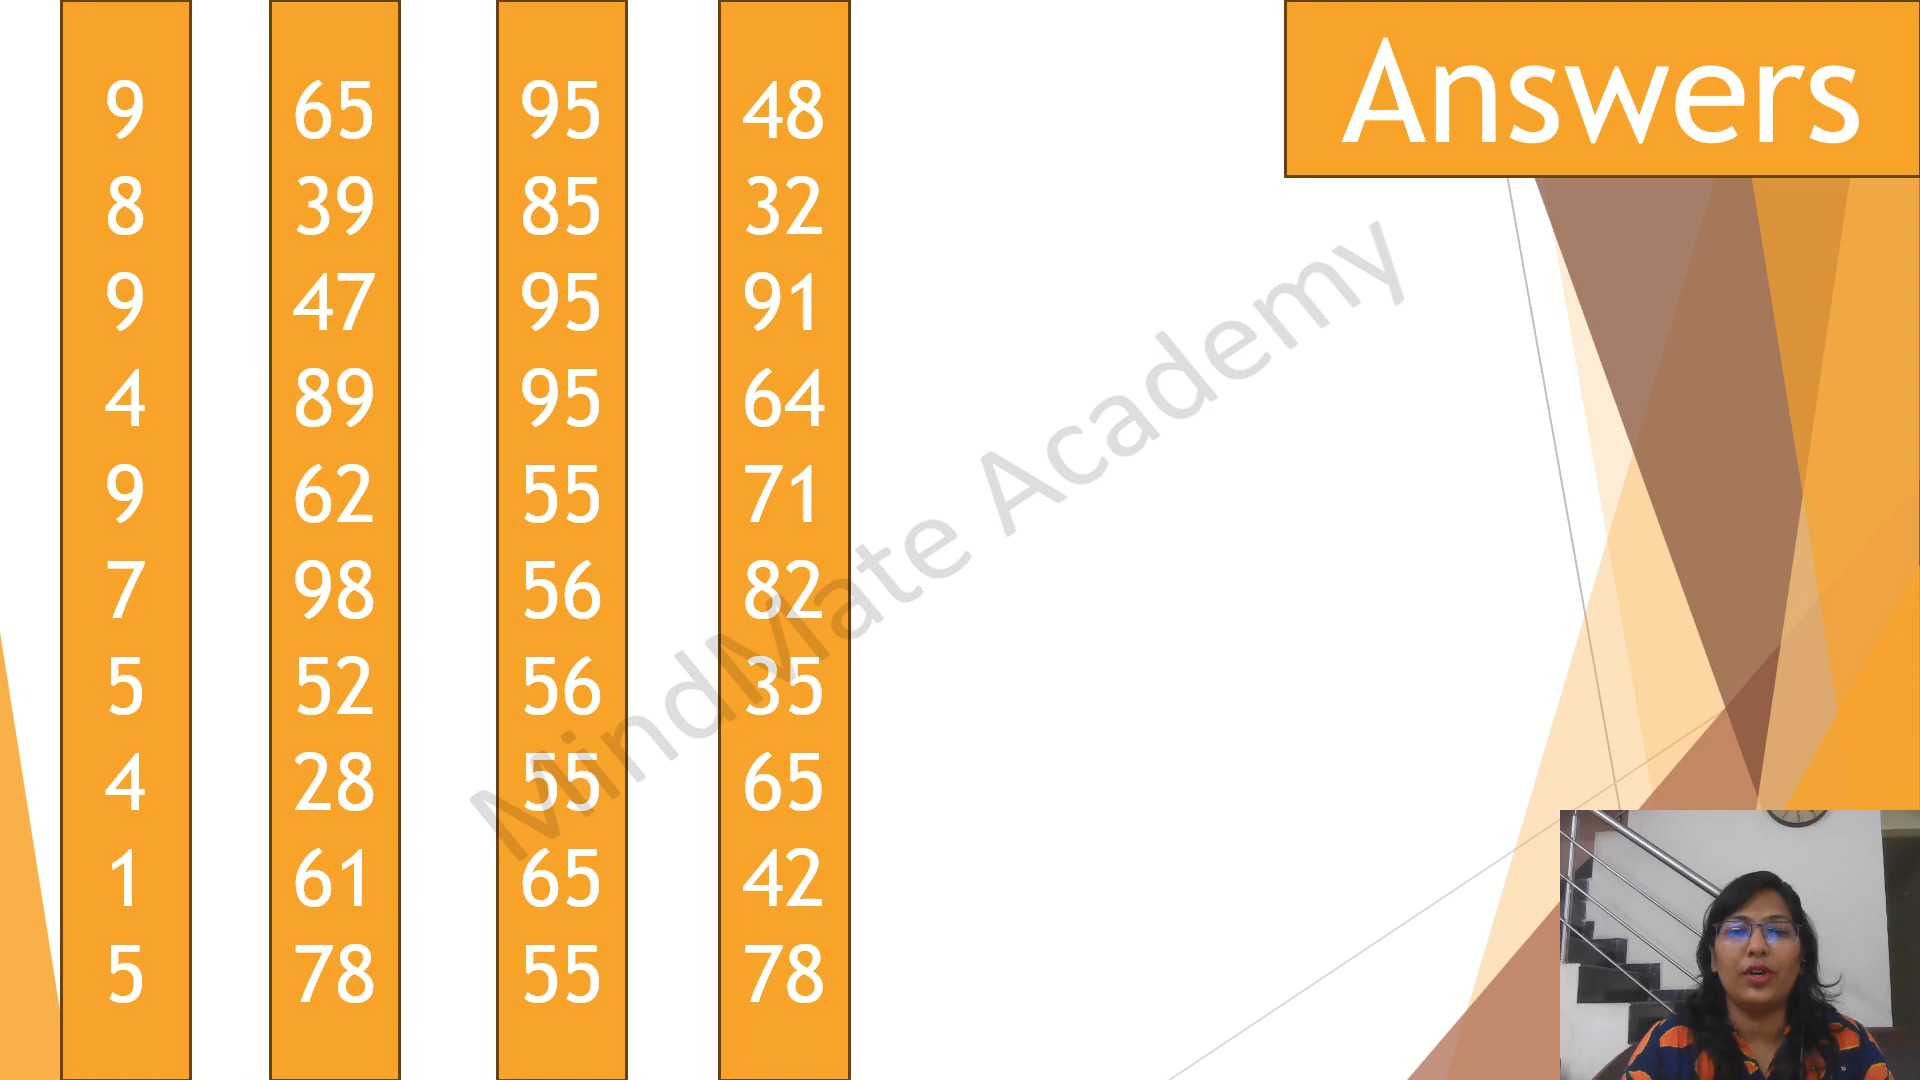 Answers
9 65 95 48
8 39 85 32
9 47 95 91
4 89 95 64
9 62 55 71
7 98 56 82
5 52 56 35
4 28 55 65
1 61 65 42
5 78 55 78
MindMate Academy